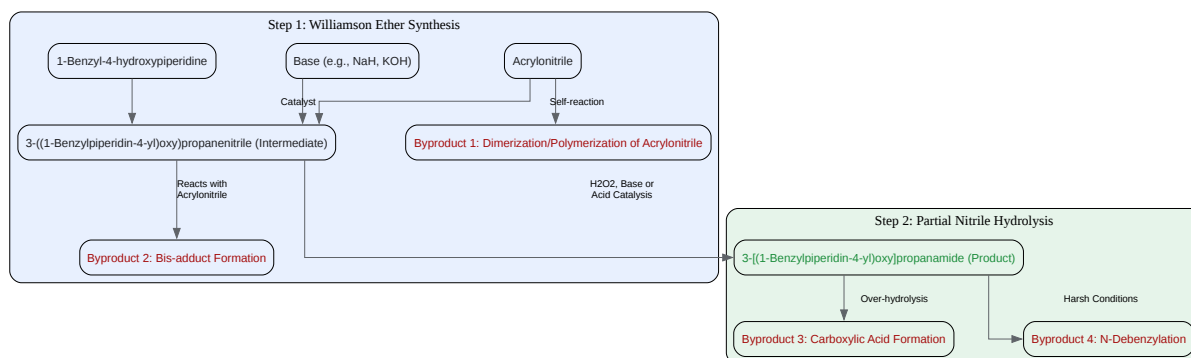 Step 1: Williamson Ether Synthesis
1-Benzyl-4-hydroxypiperidine
Base (e.g., NaH, KOH)
Acrylonitrile
Catalyst
Self-reaction
3-((1-Benzylpiperidin-4-yl)oxy)propanenitrile (Intermediate)
Byproduct 1: Dimerization/Polymerization of Acrylonitrile
Reacts with
Acrylonitrile
H2O2, Base or
Acid Catalysis
Byproduct 2: Bis-adduct Formation
Step 2: Partial Nitrile Hydrolysis
3-[(1-Benzylpiperidin-4-yl)oxy]propanamide (Product)
Over-hydrolysis
Harsh Conditions
Byproduct 3: Carboxylic Acid Formation
Byproduct 4: N-Debenzylation